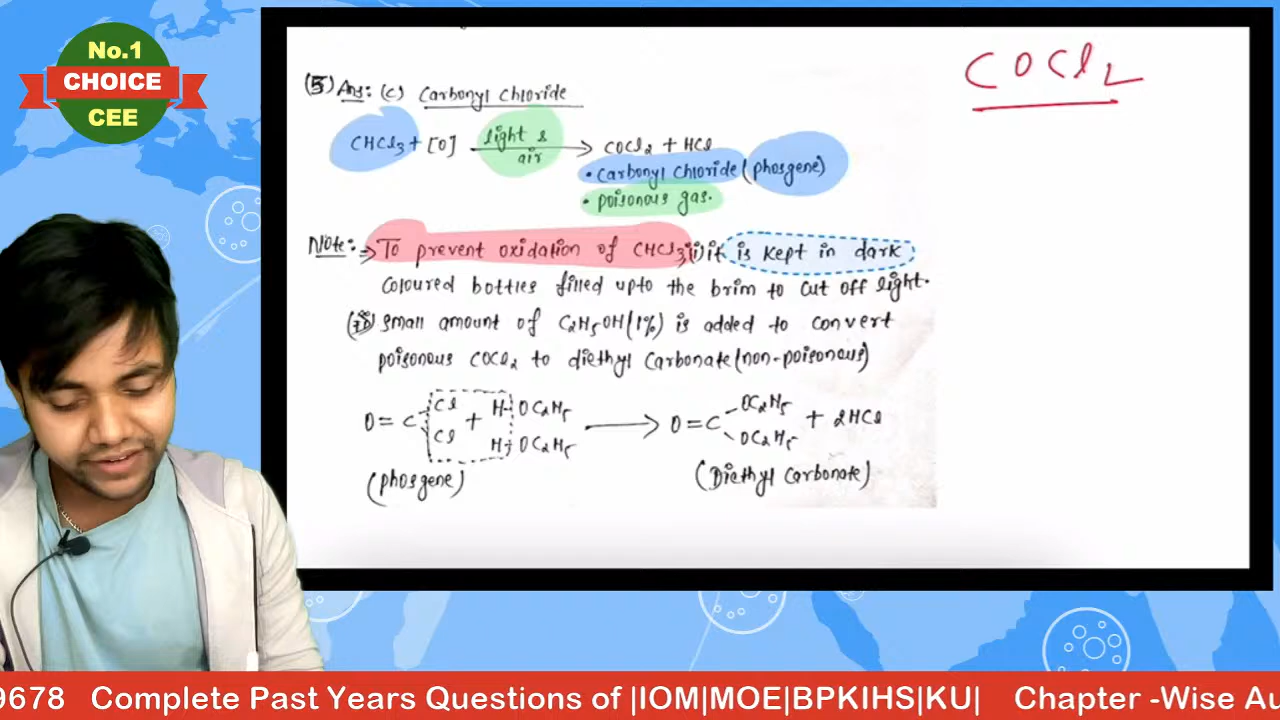 No.1
CHOICE
CEE
COCl2
(5) Ans: (c) Carbonyl Chloride
CHCl3 + [O] light & air → COCl2 + HCl
• Carbonyl Chloride (phosgene)
• poisonous gas.
Note: → To prevent oxidation of CHCl3 (i) it is kept in dark
Coloured bottles filled upto the brim to cut off light.
(ii) small amount of C2H5OH (1%) is added to convert
poisonous COCl2 to diethyl Carbonate (non-poisonous)
Cl H- OC2H5 OC2H5
O=C + → O=C + 2HCl
Cl H- OC2H5 OC2H5
(phosgene) (Diethyl Carbonate)
9678 Complete Past Years Questions of ||IOM|MOE|BPKIHS|KU| Chapter -Wise Au